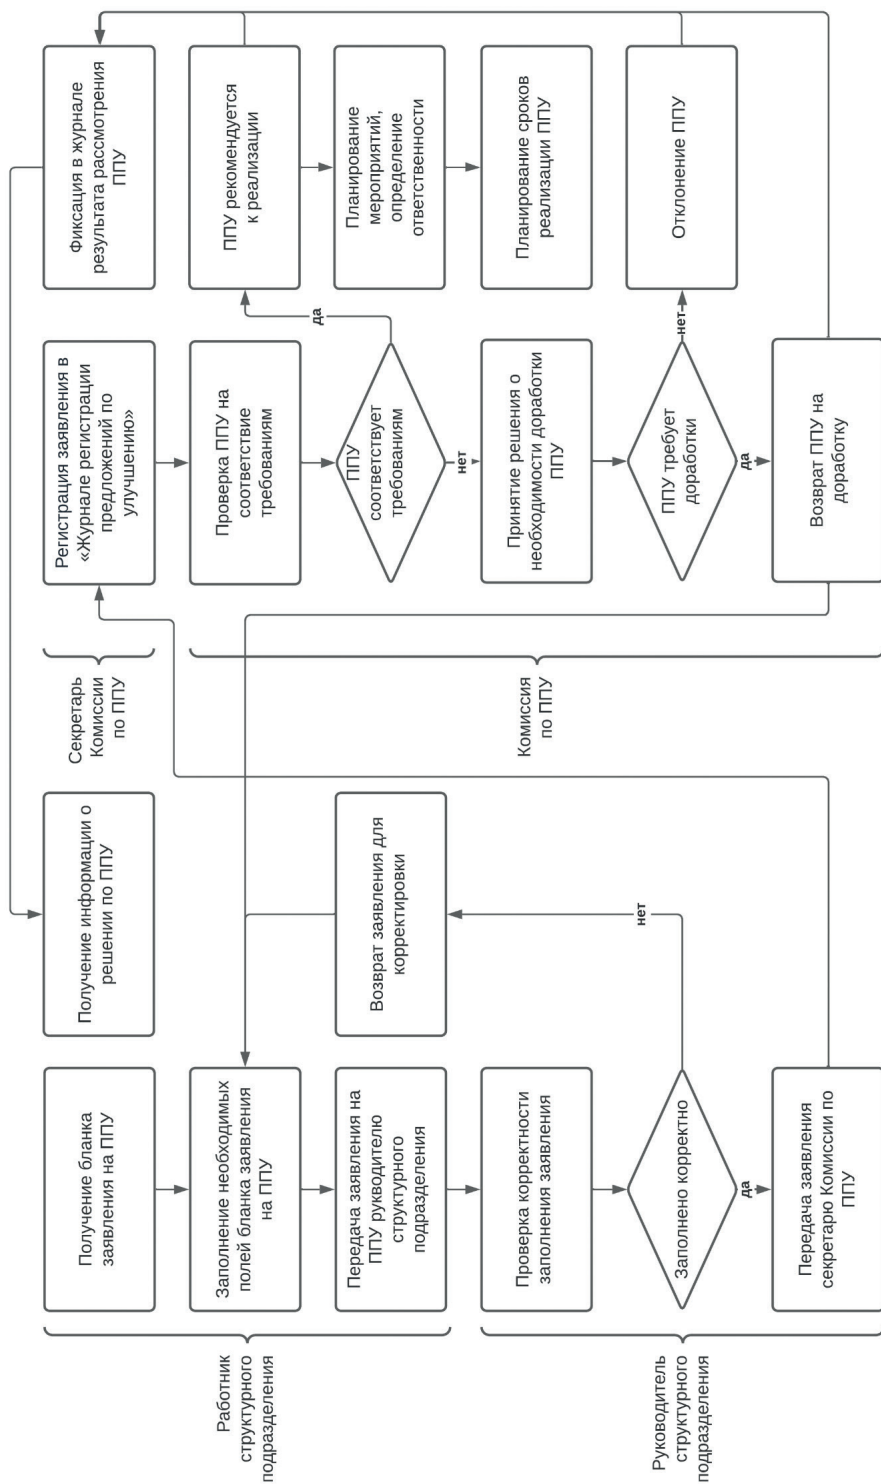 Работник
структурного
подразделения
Получение бланка
заявления на ППУ
Заполнение необходимых
полей бланка заявления
на ППУ
Передача заявления на
ППУ рукводителю
структурного
подразделения
Руководитель
структурного
подразделения
Проверка корректности
заполнения заявления
Заполнено корректно
да
нет
Передача заявления
секретарю Комиссии по
ППУ
Возврат заявления для
корректировки
Получение информации о
решении по ППУ
Секретарь
Комиссии
по ППУ
Регистрация заявления в
«Журнале регистрации
предложений по
улучшению»
Фиксация в журнале
результата рассмотрения
ППУ
Комиссия
по ППУ
Проверка ППУ на
соответствие
требованиям
ППУ
соответствует
требованиям
да
нет
ППУ рекомендуется
к реализации
Планирование
мероприятий,
определение
ответственности
Планирование сроков
реализации ППУ
Принятие решения о
необходимости доработки
ППУ
ППУ требует
доработки
нет
да
Отклонение ППУ
Возврат ППУ на
доработку